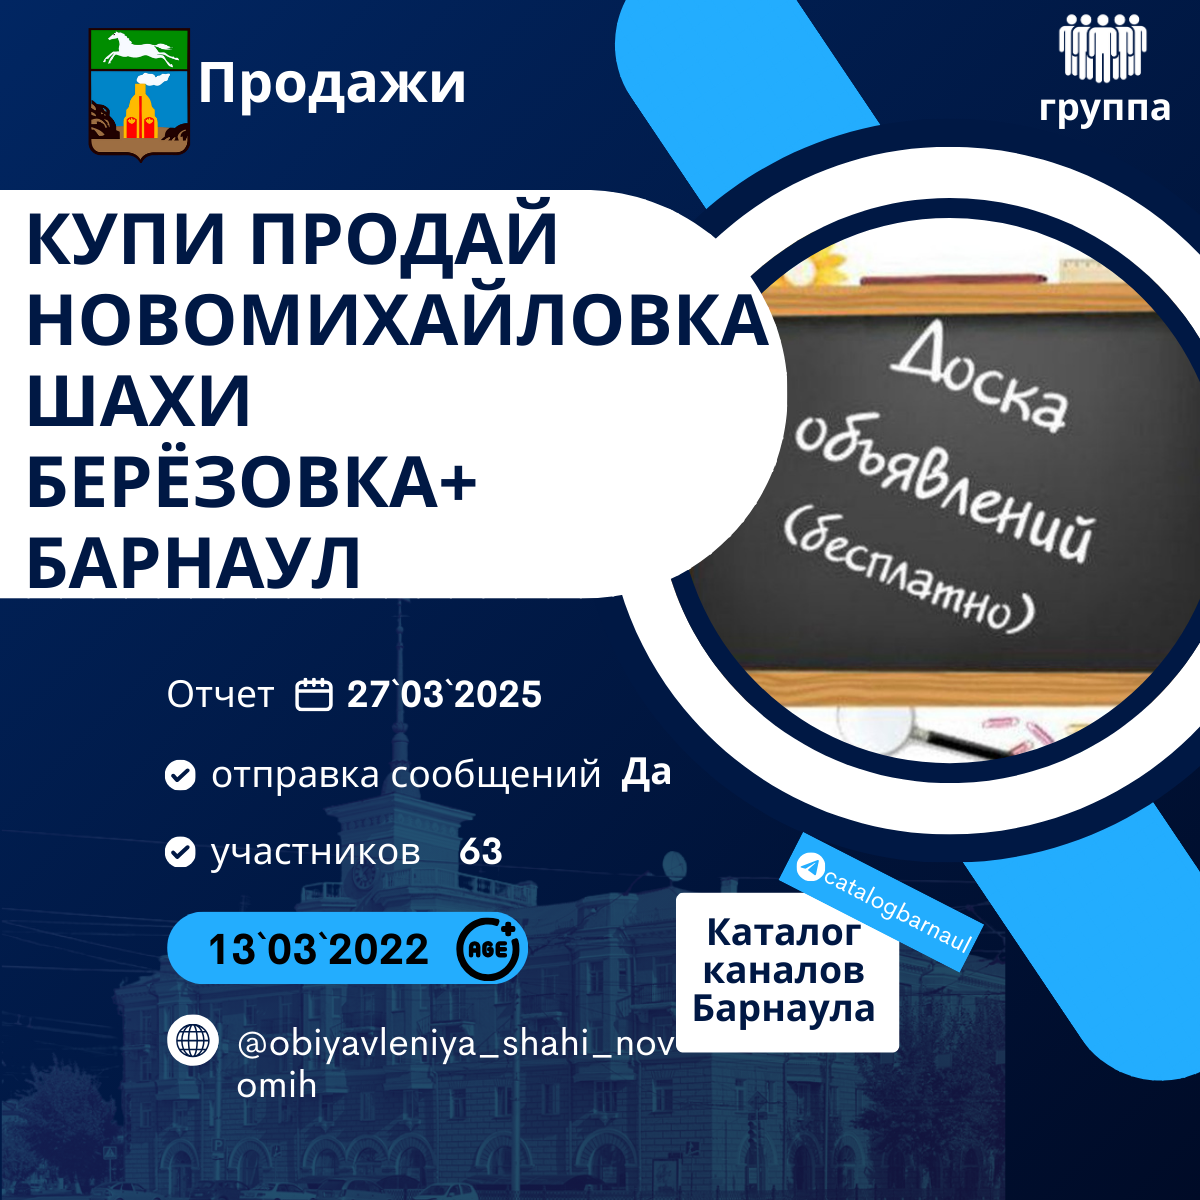 Продажи
группа
КУПИ ПРОДАЙ
НОВОМИХАЙЛОВКА
ШАХИ
БЕРЁЗОВКА+
БАРНАУЛ
Доска
объявлений
(бесплатно)
Отчет 27`03`2025
отправка сообщений Да
участников 63
13`03`2022 AGE+
@obiyavleniya_shahi_nov
omih
catalogbarnaul
Каталог
каналов
Барнаула